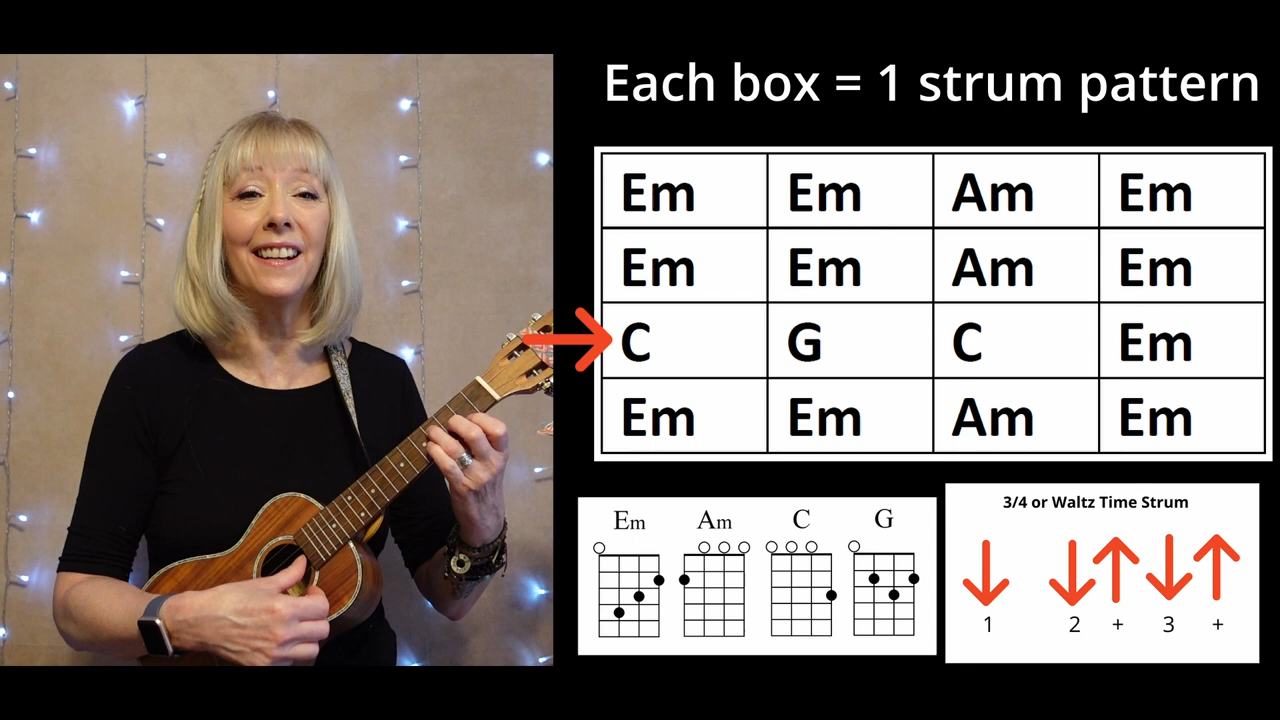 Each box = 1 strum pattern
Em Em Am Em
Em Em Am Em
C G C Em
Em Em Am Em
Em Am C G
3/4 or Waltz Time Strum
1 2 + 3 +